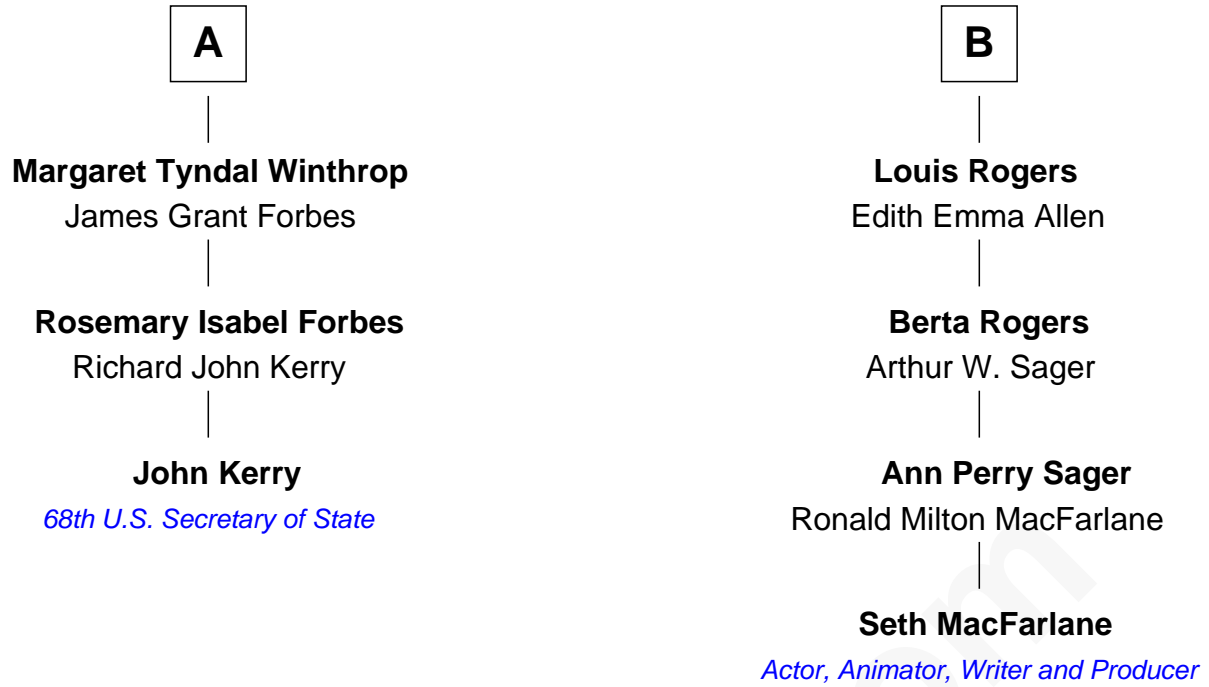 A
Margaret Tyndal Winthrop
James Grant Forbes
Rosemary Isabel Forbes
Richard John Kerry
John Kerry
68th U.S. Secretary of State
B
Louis Rogers
Edith Emma Allen
Berta Rogers
Arthur W. Sager
Ann Perry Sager
Ronald Milton MacFarlane
Seth MacFarlane
Actor, Animator, Writer and Producer